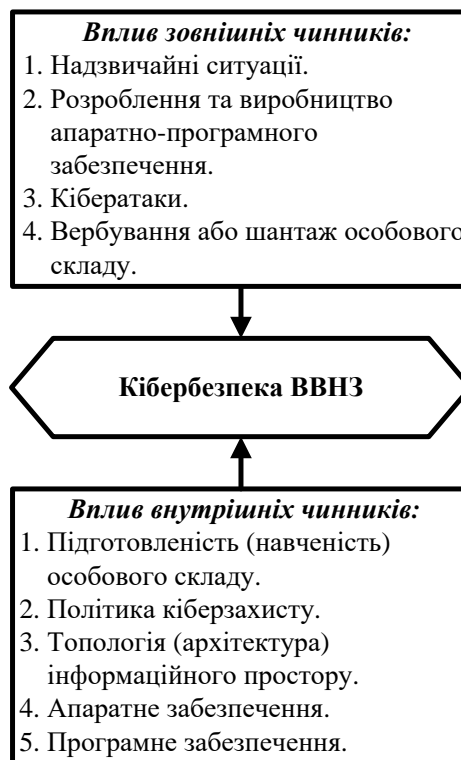 Вплив зовнішніх чинників:
1. Надзвичайні ситуації.
2. Розроблення та виробництво
апаратно-програмного
забезпечення.
3. Кібератаки.
4. Вербування або шантаж особового
складу.
Кібербезпека ВВНЗ
Вплив внутрішніх чинників:
1. Підготовленість (навченість)
особового складу.
2. Політика кіберзахисту.
3. Топологія (архітектура)
інформаційного простору.
4. Апаратне забезпечення.
5. Програмне забезпечення.